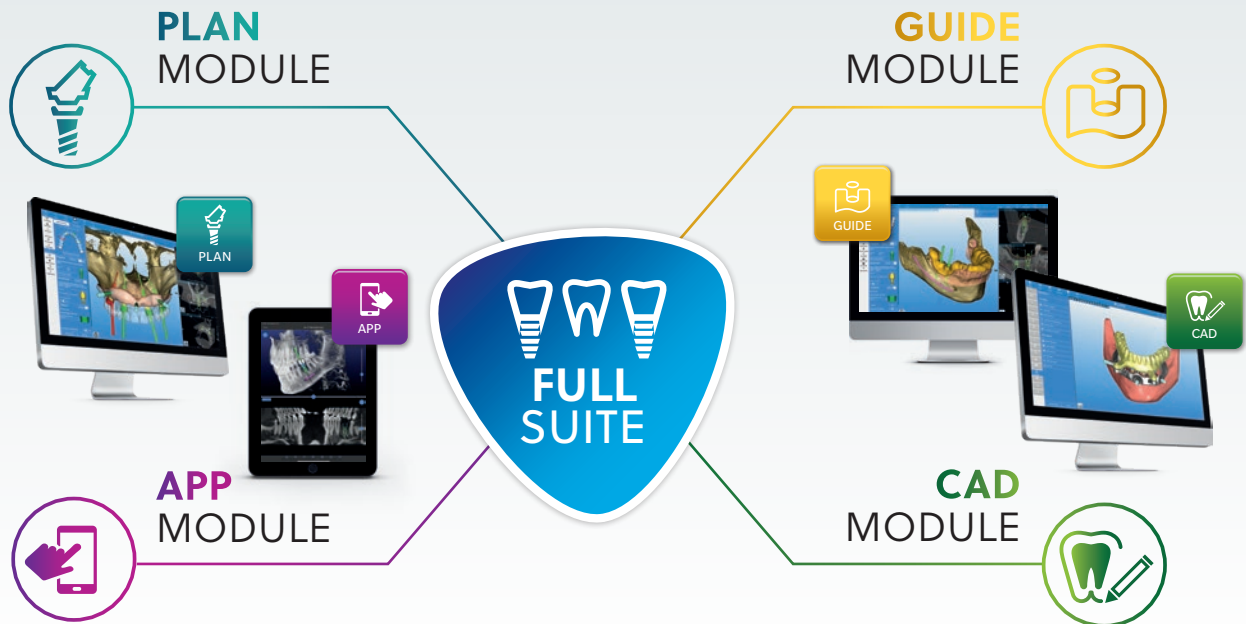 PLAN
MODULE
GUIDE
MODULE
PLAN
APP
GUIDE
CAD
FULL
SUITE
APP
MODULE
CAD
MODULE